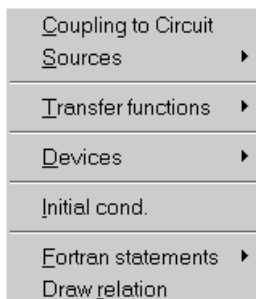 Coupling to Circuit
Sources
Transfer functions
Devices
Initial cond.
Fortran statements
Draw relation